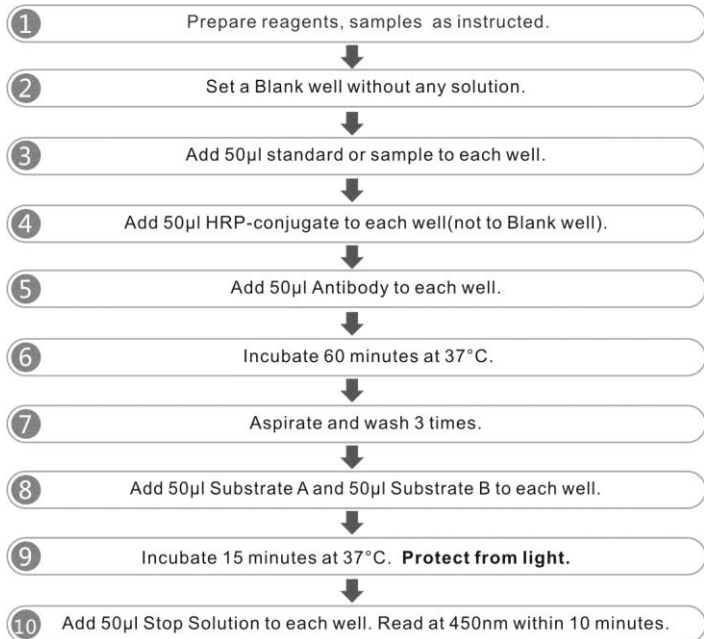 1 Prepare reagents, samples as instructed.
2 Set a Blank well without any solution.
3 Add 50µl standard or sample to each well.
4 Add 50µl HRP-conjugate to each well(not to Blank well).
5 Add 50µl Antibody to each well.
6 Incubate 60 minutes at 37°C.
7 Aspirate and wash 3 times.
8 Add 50µl Substrate A and 50µl Substrate B to each well.
9 Incubate 15 minutes at 37°C. Protect from light.
10 Add 50µl Stop Solution to each well. Read at 450nm within 10 minutes.